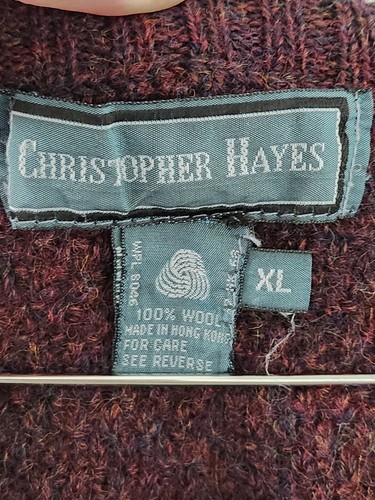 CHRISTOPHER HAYES
XL
100% WOOL
MADE IN HONG KONG
FOR CARE
SEE REVERSE